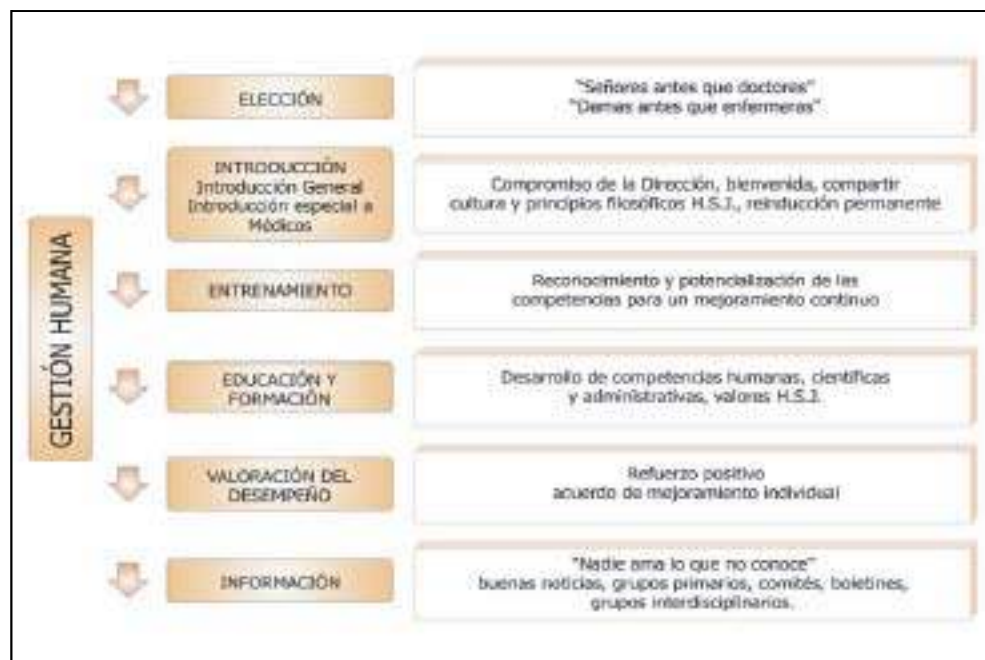 GESTIÓN HUMANA
ELECCIÓN
"Señores antes que doctores"
"Damas antes que enfermeras"
INTRODUCCIÓN
Introducción General
Introducción especial a
Médicos
Compromiso de la Dirección, bienvenida, compartir
cultura y principios filosóficos H.S.J., reinducción permanente
ENTRENAMIENTO
Reconocimiento y potencialización de las
competencias para un mejoramiento continuo
EDUCACIÓN Y
FORMACIÓN
Desarrollo de competencias humanas, científicas
y administrativas, valores H.S.J.
VALORACIÓN DEL
DESEMPEÑO
Refuerzo positivo
acuerdo de mejoramiento individual
INFORMACIÓN
"Nadie ama lo que no conoce"
buenas noticias, grupos primarios, comités, boletines,
grupos interdisciplinarios.